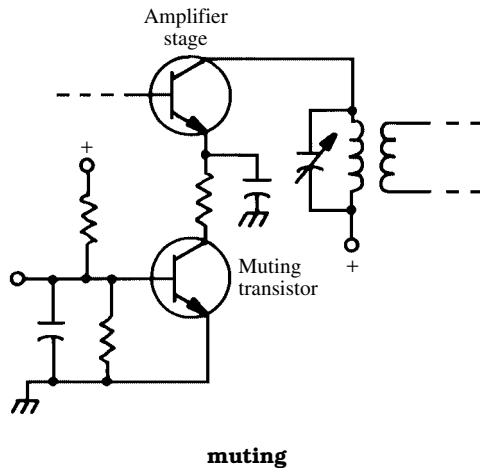 Amplifier
stage
+
+
Muting
transistor
muting